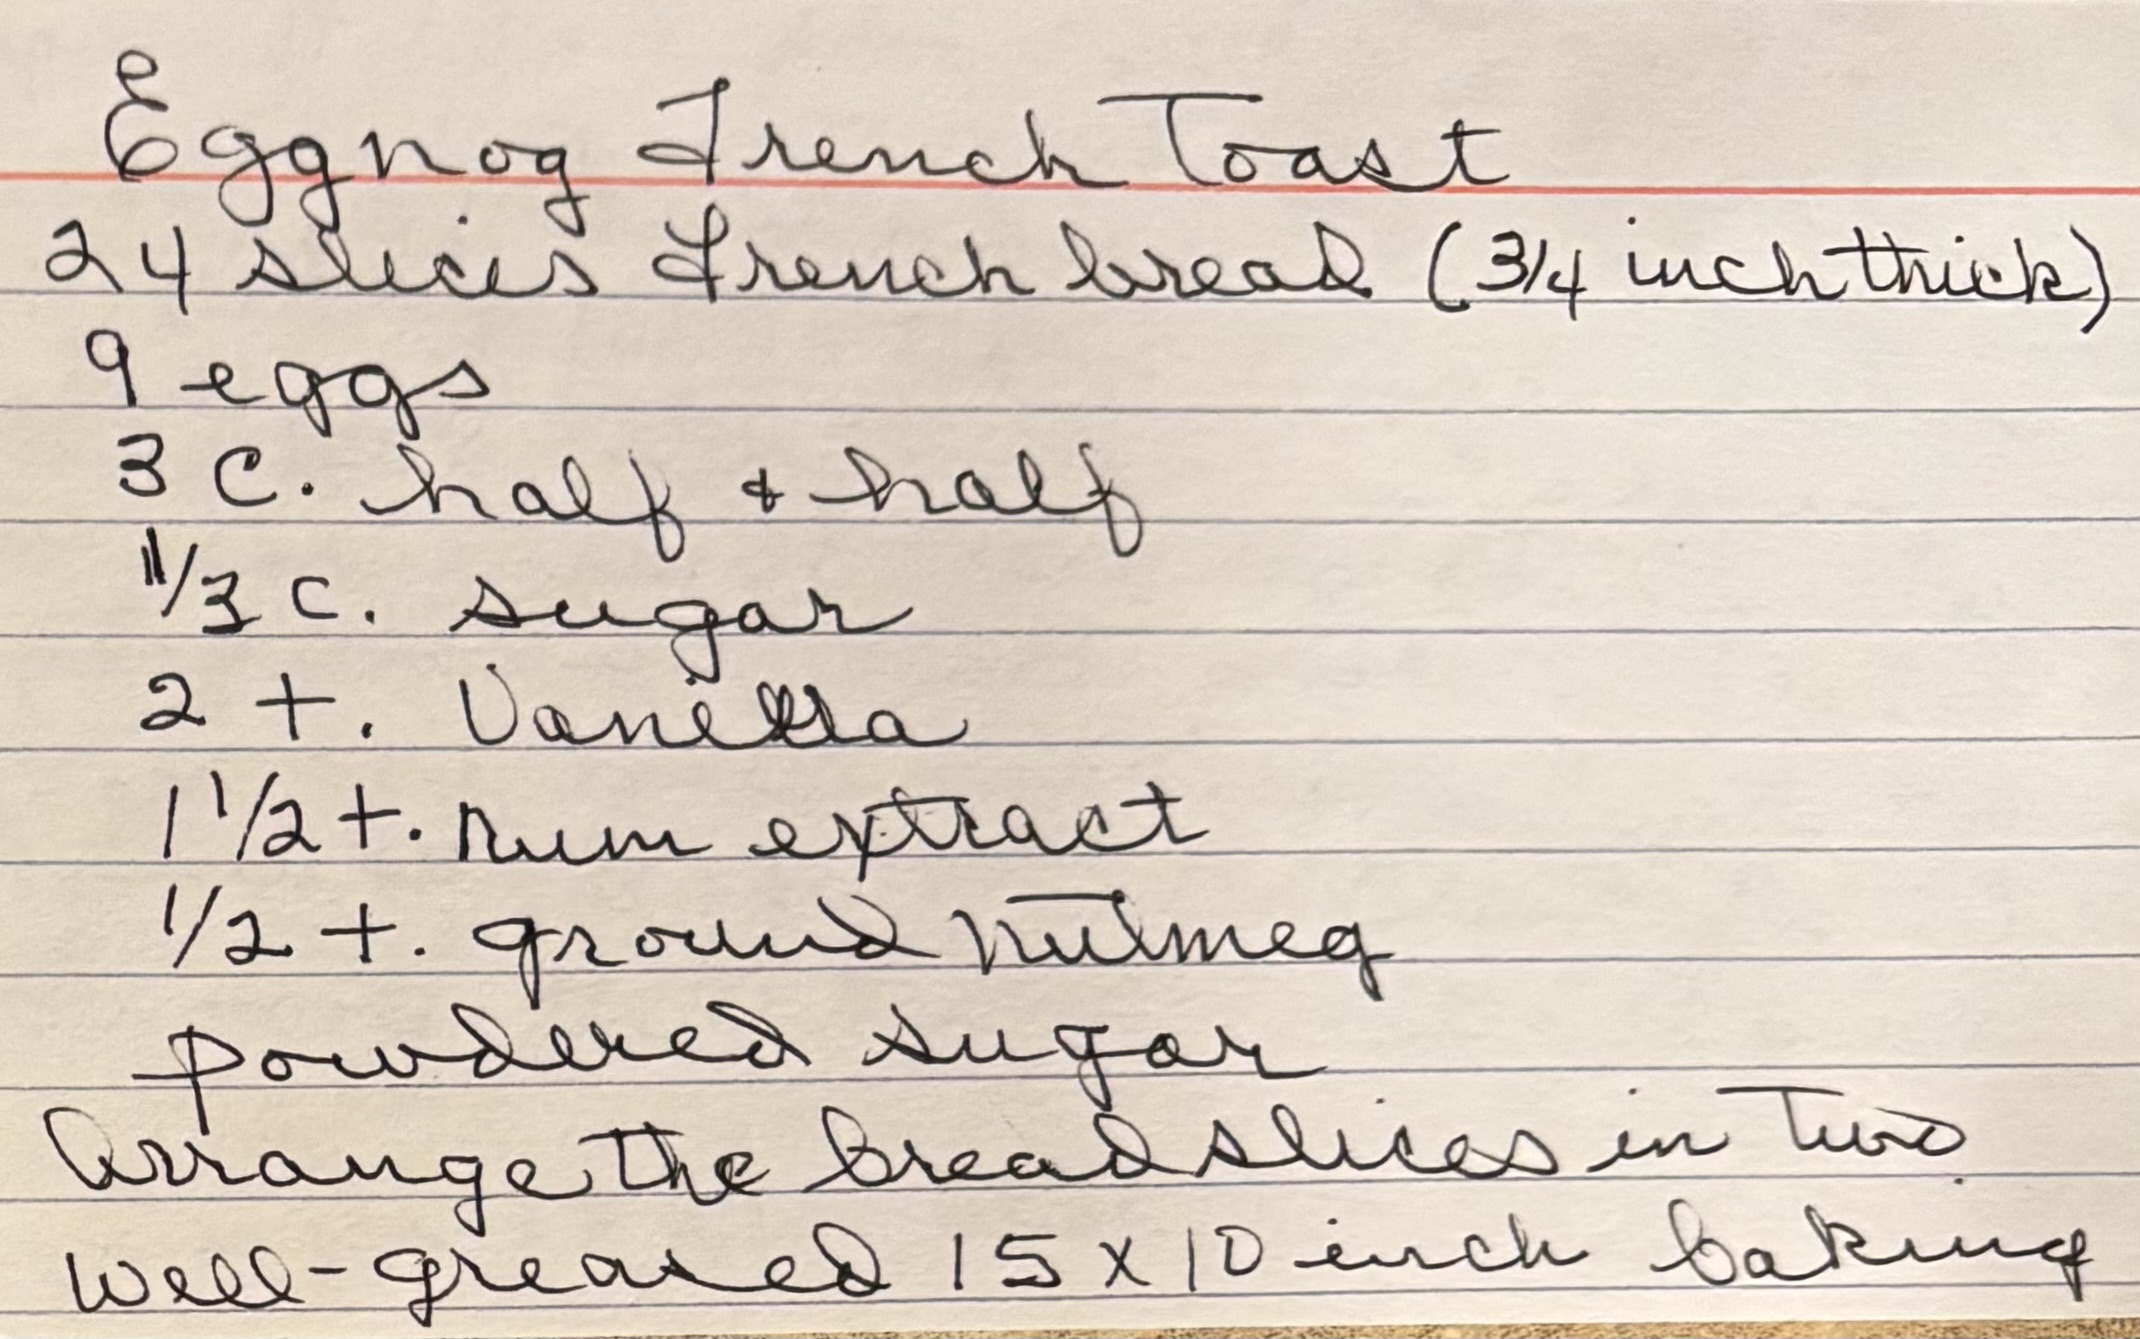 Eggnog French Toast
24 slices French bread (3/4 inch thick)
9 eggs
3 C. half & half
1/3 c. sugar
2 t. Vanilla
1 1/2 t. rum extract
1/2 t. ground nutmeg
powdered sugar
Arrange the bread slices in two
well-greased 15 x 10 inch baking